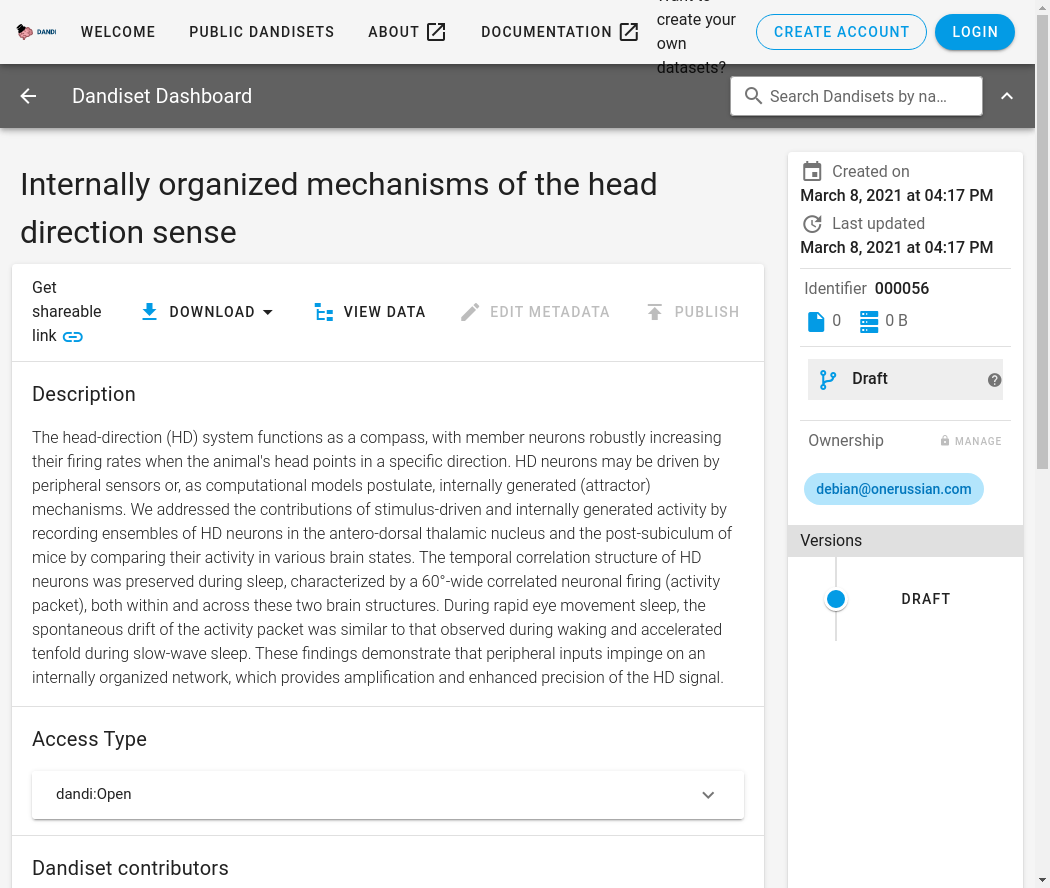 DANDI
WELCOME
PUBLIC DANDISETS
ABOUT
DOCUMENTATION
create your
own
datasets?
CREATE ACCOUNT
LOGIN
Dandiset Dashboard
Search Dandisets by na…
Internally organized mechanisms of the head
direction sense
Get
shareable
link
DOWNLOAD
VIEW DATA
EDIT METADATA
PUBLISH
Description
The head-direction (HD) system functions as a compass, with member neurons robustly increasing
their firing rates when the animal's head points in a specific direction. HD neurons may be driven by
peripheral sensors or, as computational models postulate, internally generated (attractor)
mechanisms. We addressed the contributions of stimulus-driven and internally generated activity by
recording ensembles of HD neurons in the antero-dorsal thalamic nucleus and the post-subiculum of
mice by comparing their activity in various brain states. The temporal correlation structure of HD
neurons was preserved during sleep, characterized by a 60°-wide correlated neuronal firing (activity
packet), both within and across these two brain structures. During rapid eye movement sleep, the
spontaneous drift of the activity packet was similar to that observed during waking and accelerated
tenfold during slow-wave sleep. These findings demonstrate that peripheral inputs impinge on an
internally organized network, which provides amplification and enhanced precision of the HD signal.
Access Type
dandi:Open
Dandiset contributors
Created on
March 8, 2021 at 04:17 PM
Last updated
March 8, 2021 at 04:17 PM
Identifier 000056
0
0 B
Draft
Ownership
MANAGE
debian@onerussian.com
Versions
DRAFT